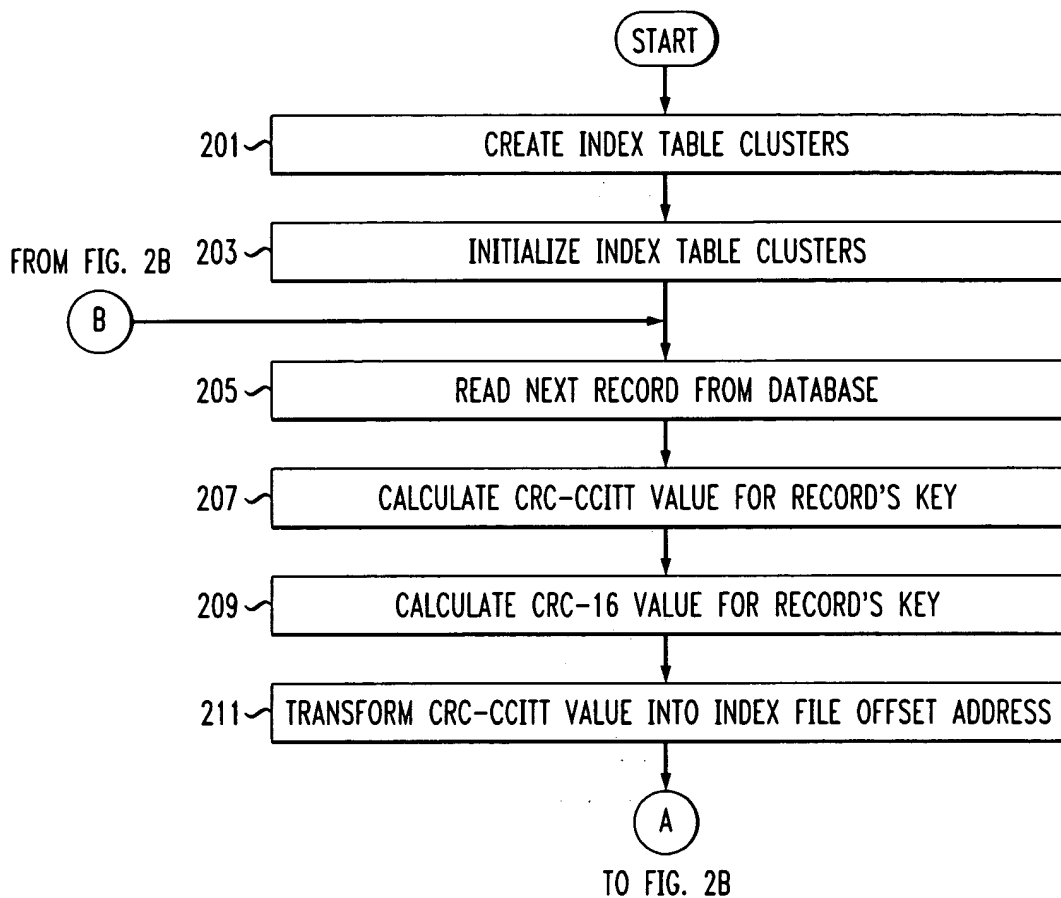 START
201
CREATE INDEX TABLE CLUSTERS
FROM FIG. 2B
203
INITIALIZE INDEX TABLE CLUSTERS
B
205
READ NEXT RECORD FROM DATABASE
207
CALCULATE CRC-CCITT VALUE FOR RECORD'S KEY
209
CALCULATE CRC-16 VALUE FOR RECORD'S KEY
211
TRANSFORM CRC-CCITT VALUE INTO INDEX FILE OFFSET ADDRESS
A
TO FIG. 2B